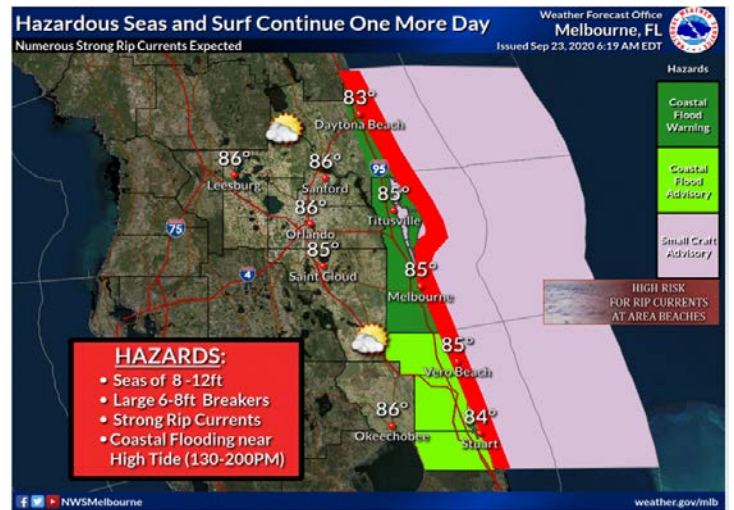 Hazardous Seas and Surf Continue One More Day
Numerous Strong Rip Currents Expected
Weather Forecast Office
Melbourne, FL
Issued Sep 23, 2020 6:19 AM EDT
Hazards
Coastal
Flood
Warning
Coastal
Flood
Advisory
Small Craft
Advisory
HIGH RISK
FOR RIP CURRENTS
AT AREA BEACHES
83°
Daytona Beach
95
86°
Leesburg
86°
Sanford
85°
Titusville
86°
Orlando
75
85°
Saint Cloud
4
85°
Melbourne
85°
Vero Beach
86°
Okeechobee
84°
Stuart
HAZARDS:
• Seas of 8 -12ft
• Large 6-8ft Breakers
• Strong Rip Currents
• Coastal Flooding near
High Tide (130-200PM)
NWSMelbourne
weather.gov/mlb